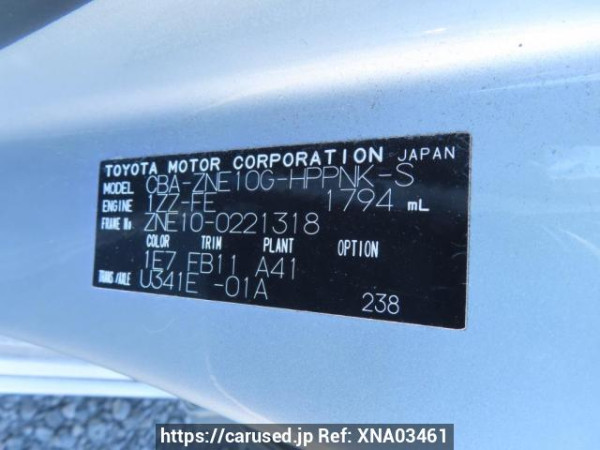 TOYOTA MOTOR CORPORATION JAPAN
MODEL CBA-ZNE10G-HPPNK-S
ENGINE 1ZZ-FE 1794 mL
FRAME No. ZNE10-0221318
COLOR TRIM PLANT OPTION
1E7 EB11 A41
TRANS/AXLE U341E -01A
238
https://carused.jp Ref: XNA03461